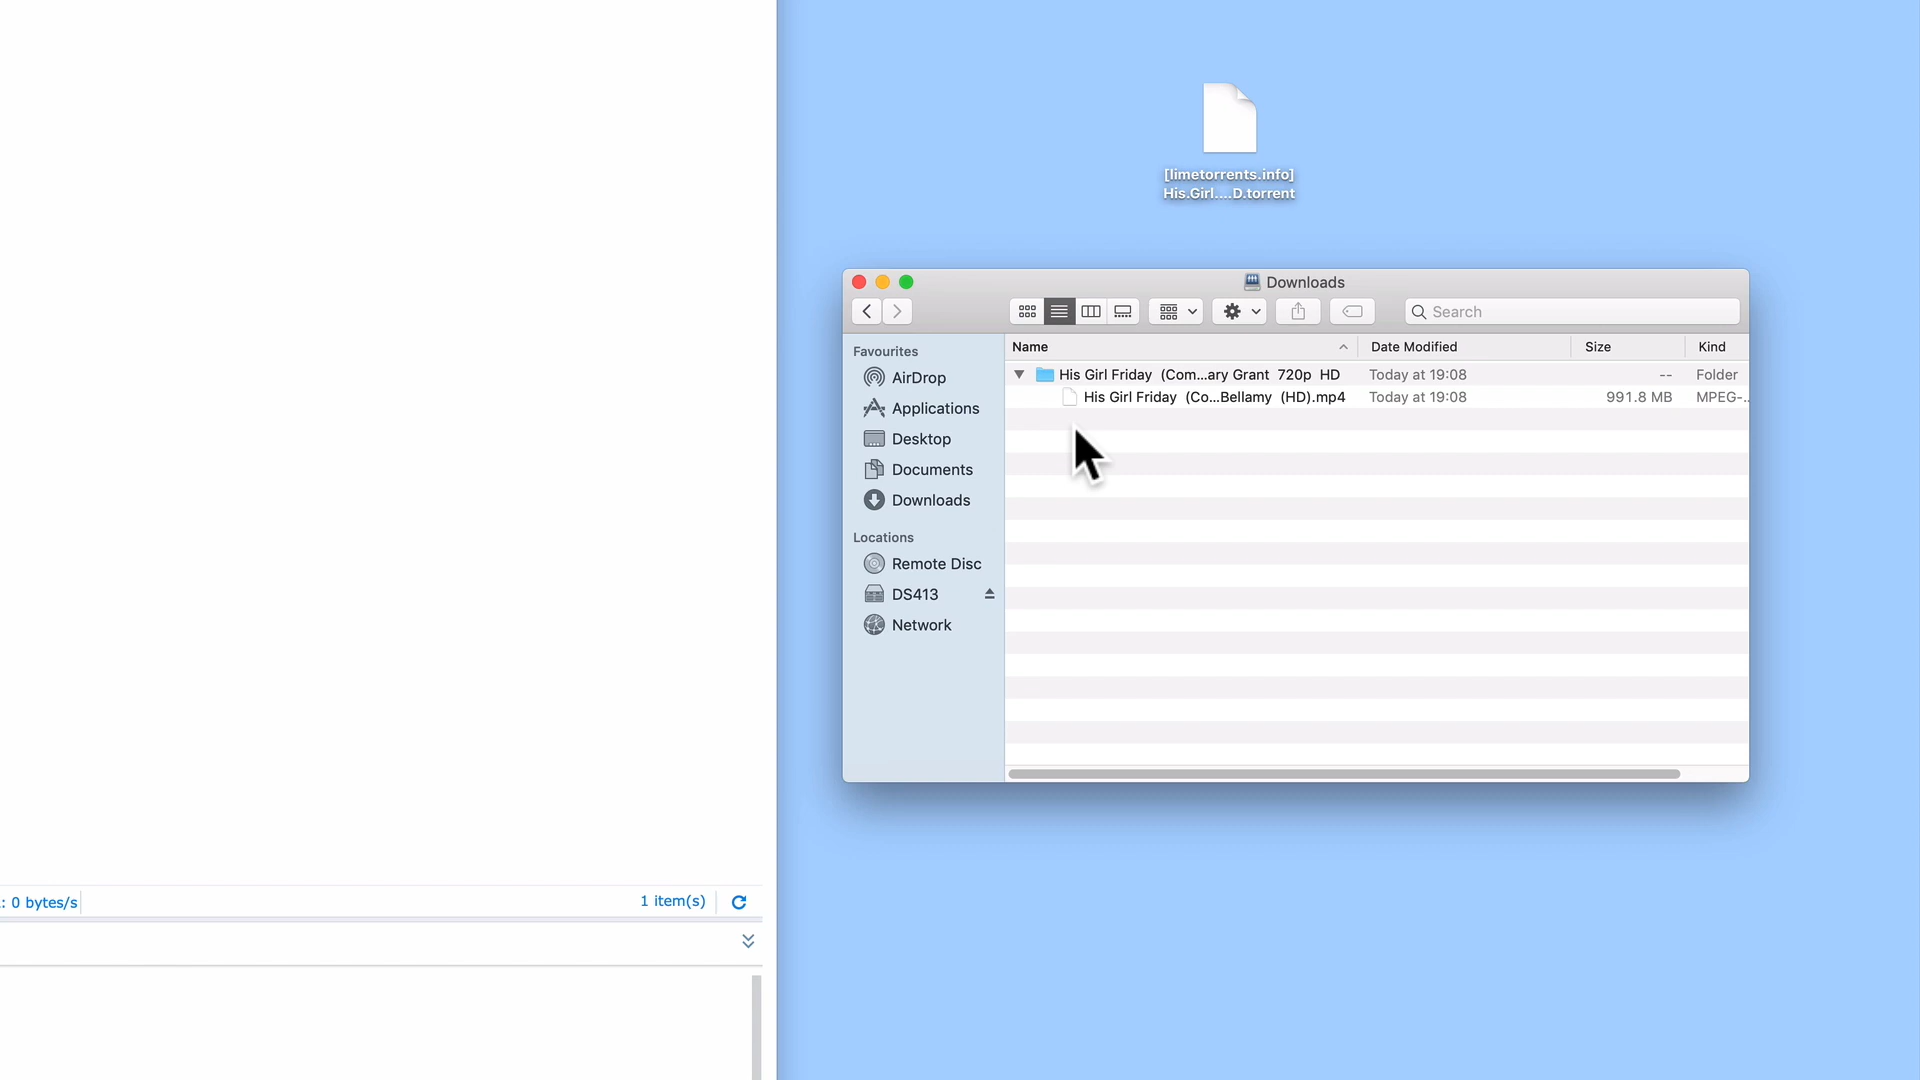 [limetorrents.info]
His.Girl....D.torrent
Downloads
Search
Favourites
AirDrop
Applications
Desktop
Documents
Downloads
Locations
Remote Disc
DS413
Network
Name Date Modified Size Kind
His Girl Friday (Com...ary Grant 720p HD Today at 19:08 -- Folder
His Girl Friday (Co...Bellamy (HD).mp4 Today at 19:08 991.8 MB MPEG-..
: 0 bytes/s 1 item(s)